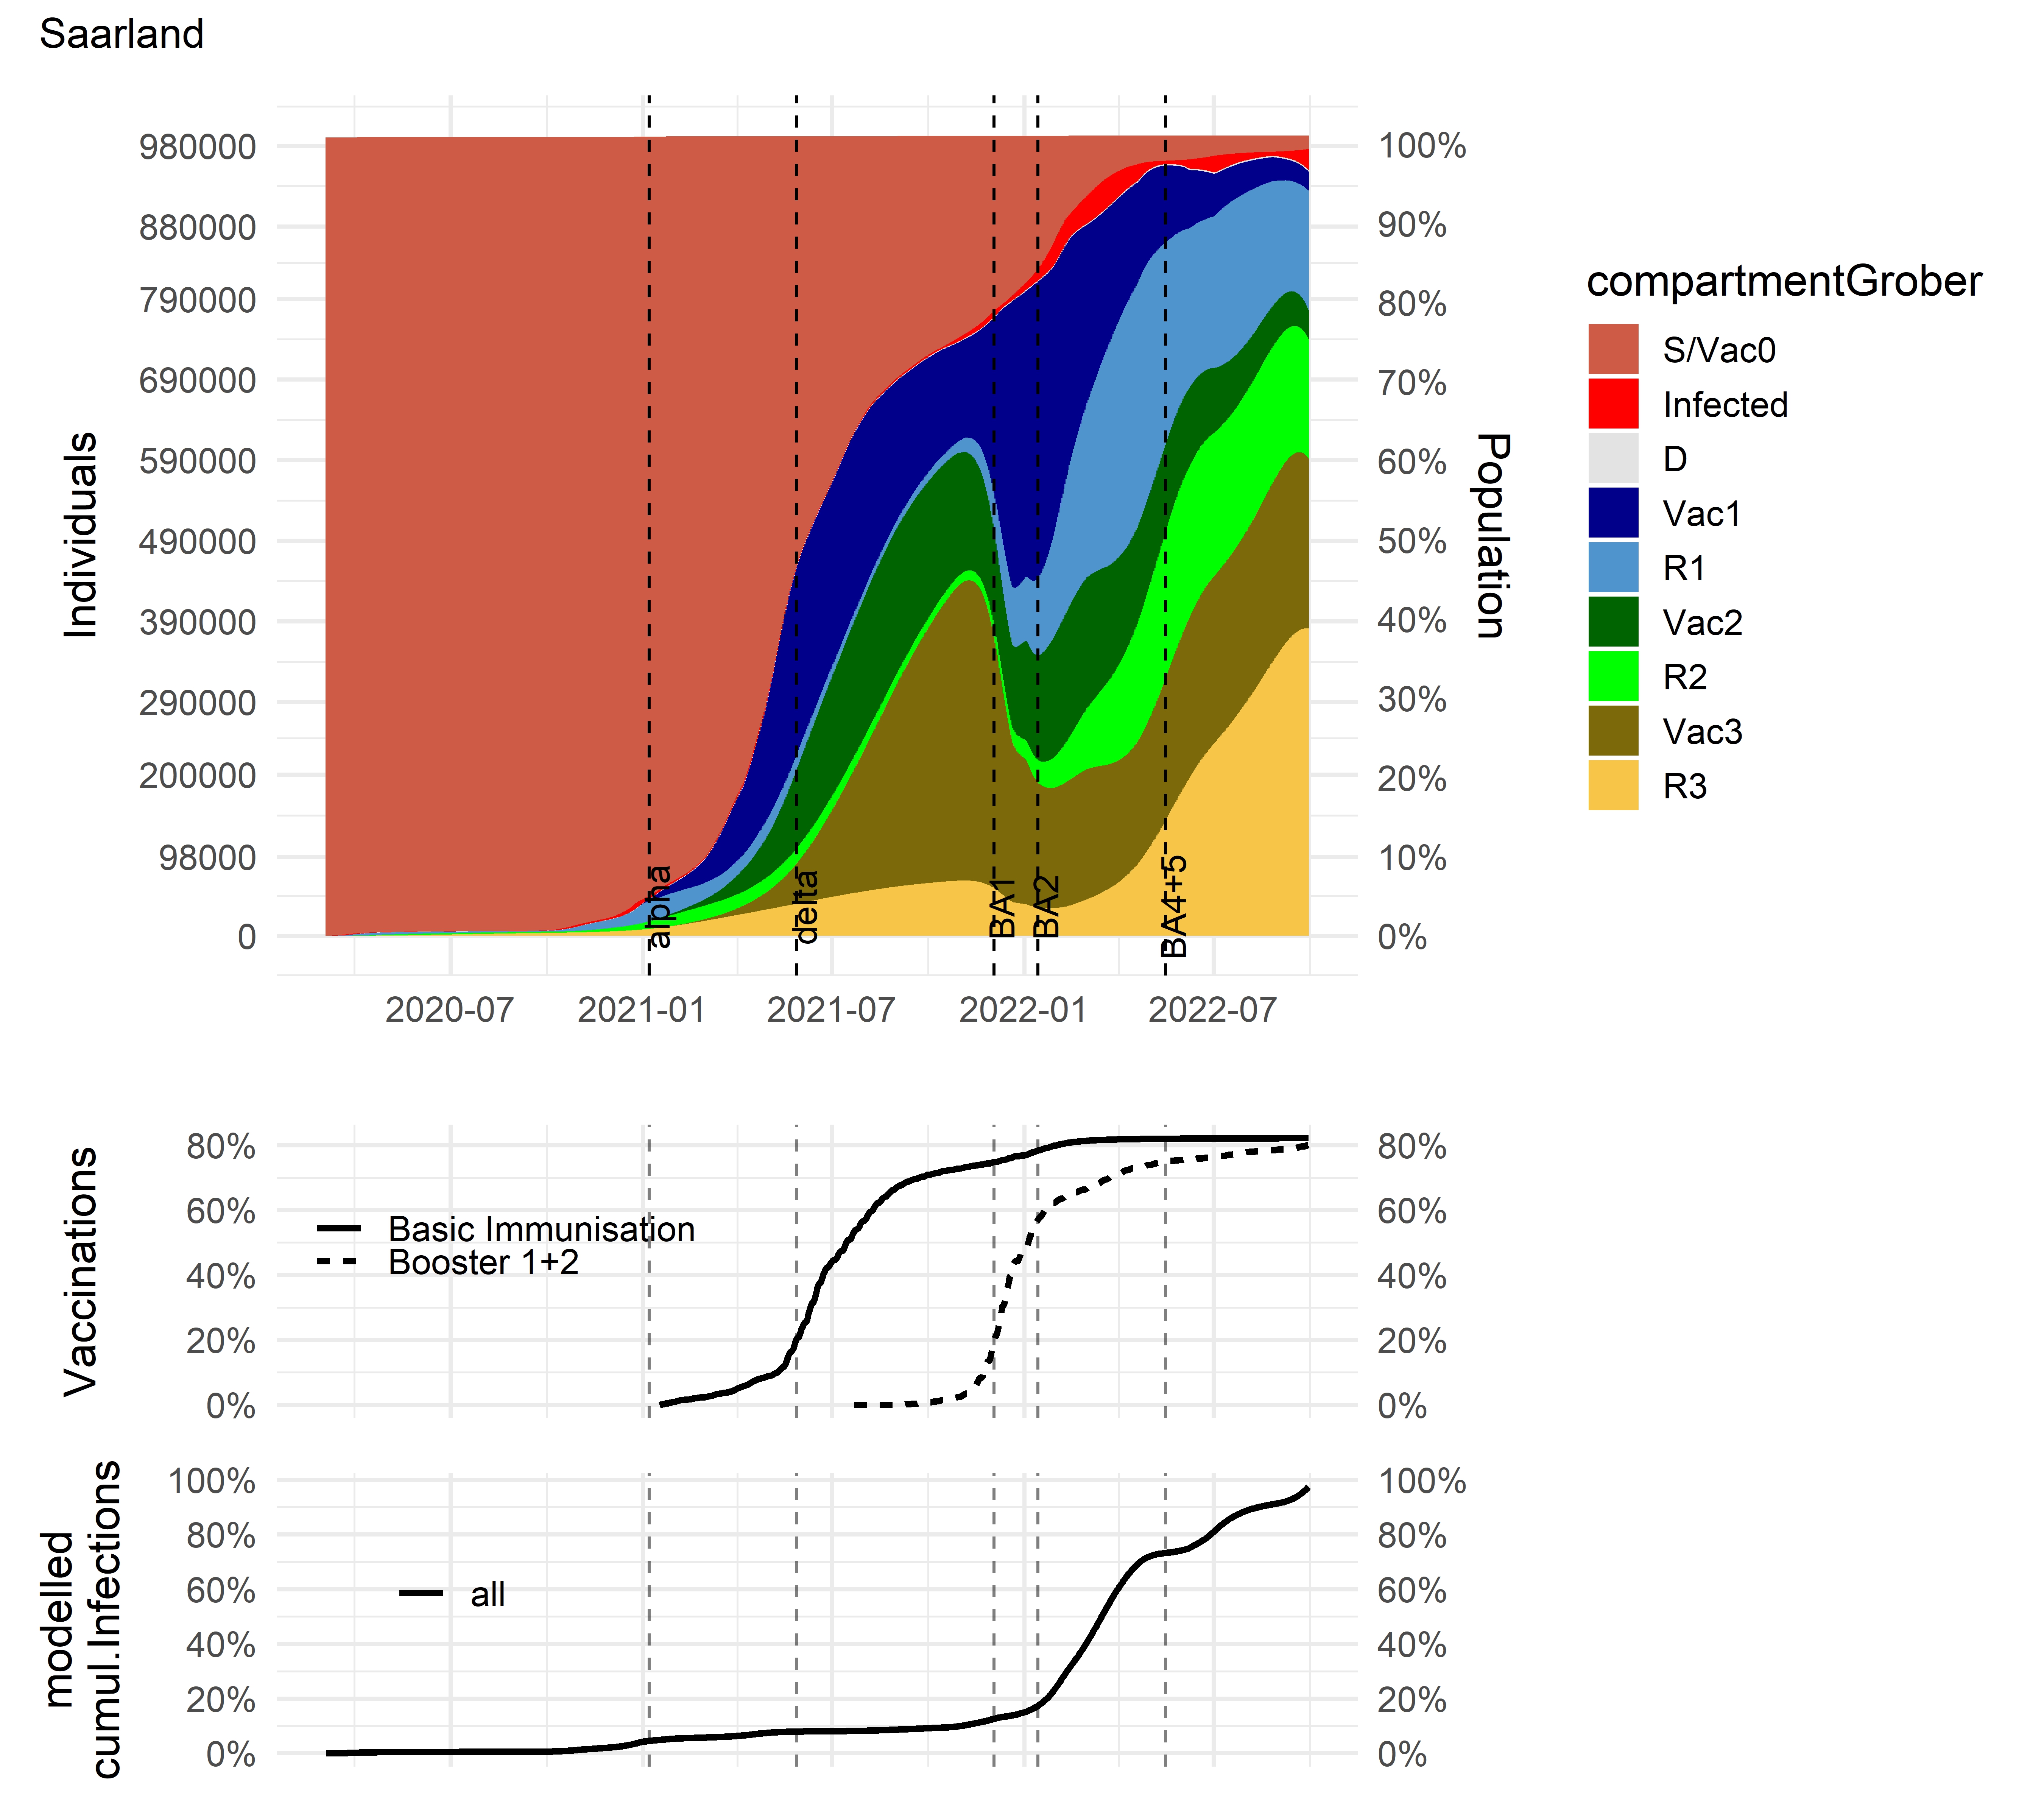 Saarland
Individuals
980000
880000
790000
690000
590000
490000
390000
290000
200000
98000
0
100%
90%
80%
70%
60%
50%
40%
30%
20%
10%
0%
Population
alpha
delta
BA1
BA2
BA4+5
2020-07
2021-01
2021-07
2022-01
2022-07
compartmentGrober
S/Vac0
Infected
D
Vac1
R1
Vac2
R2
Vac3
R3
Vaccinations
80%
60%
40%
20%
0%
Basic Immunisation
Booster 1+2
80%
60%
40%
20%
0%
modelled
cumul.Infections
100%
80%
60%
40%
20%
0%
all
100%
80%
60%
40%
20%
0%